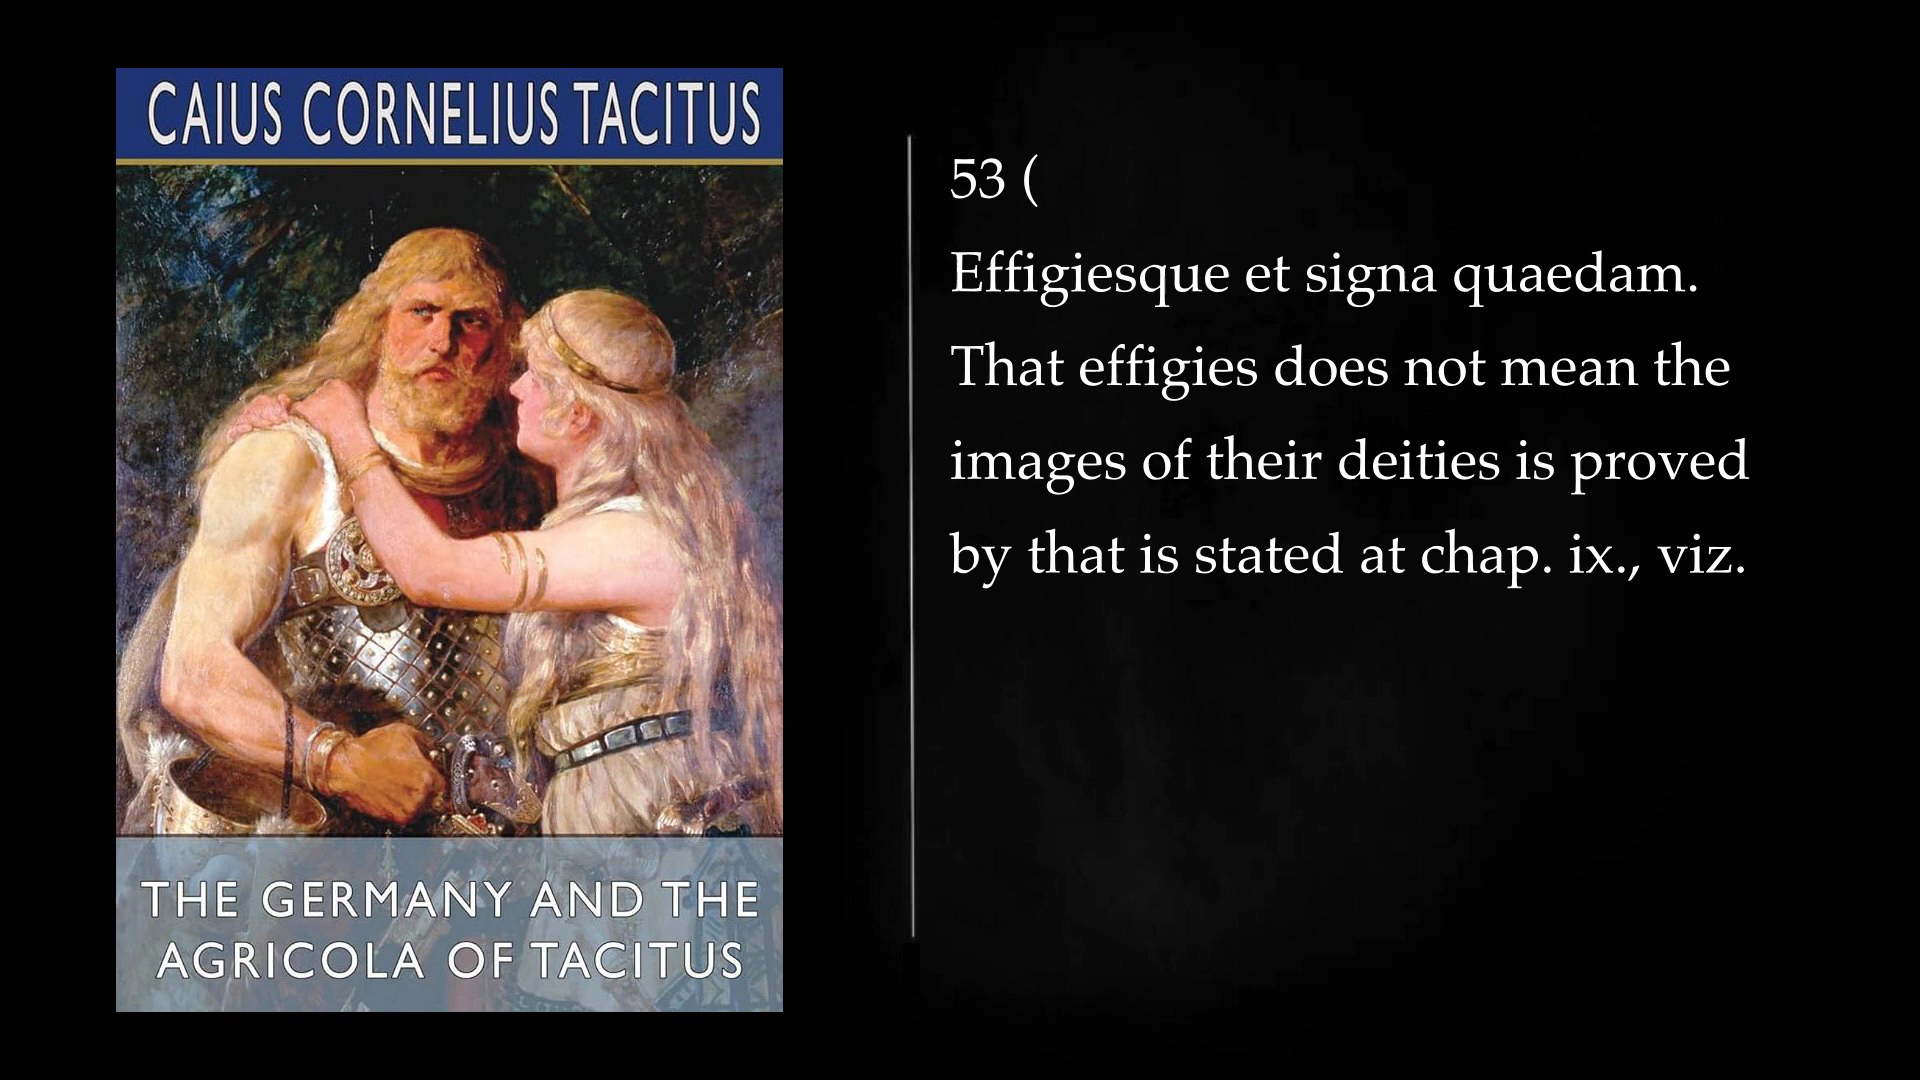 CAIUS CORNELIUS TACITUS
THE GERMANY AND THE
AGRICOLA OF TACITUS
53 (
Effigiesque et signa quaedam.
That effigies does not mean the
images of their deities is proved
by that is stated at chap. ix., viz.